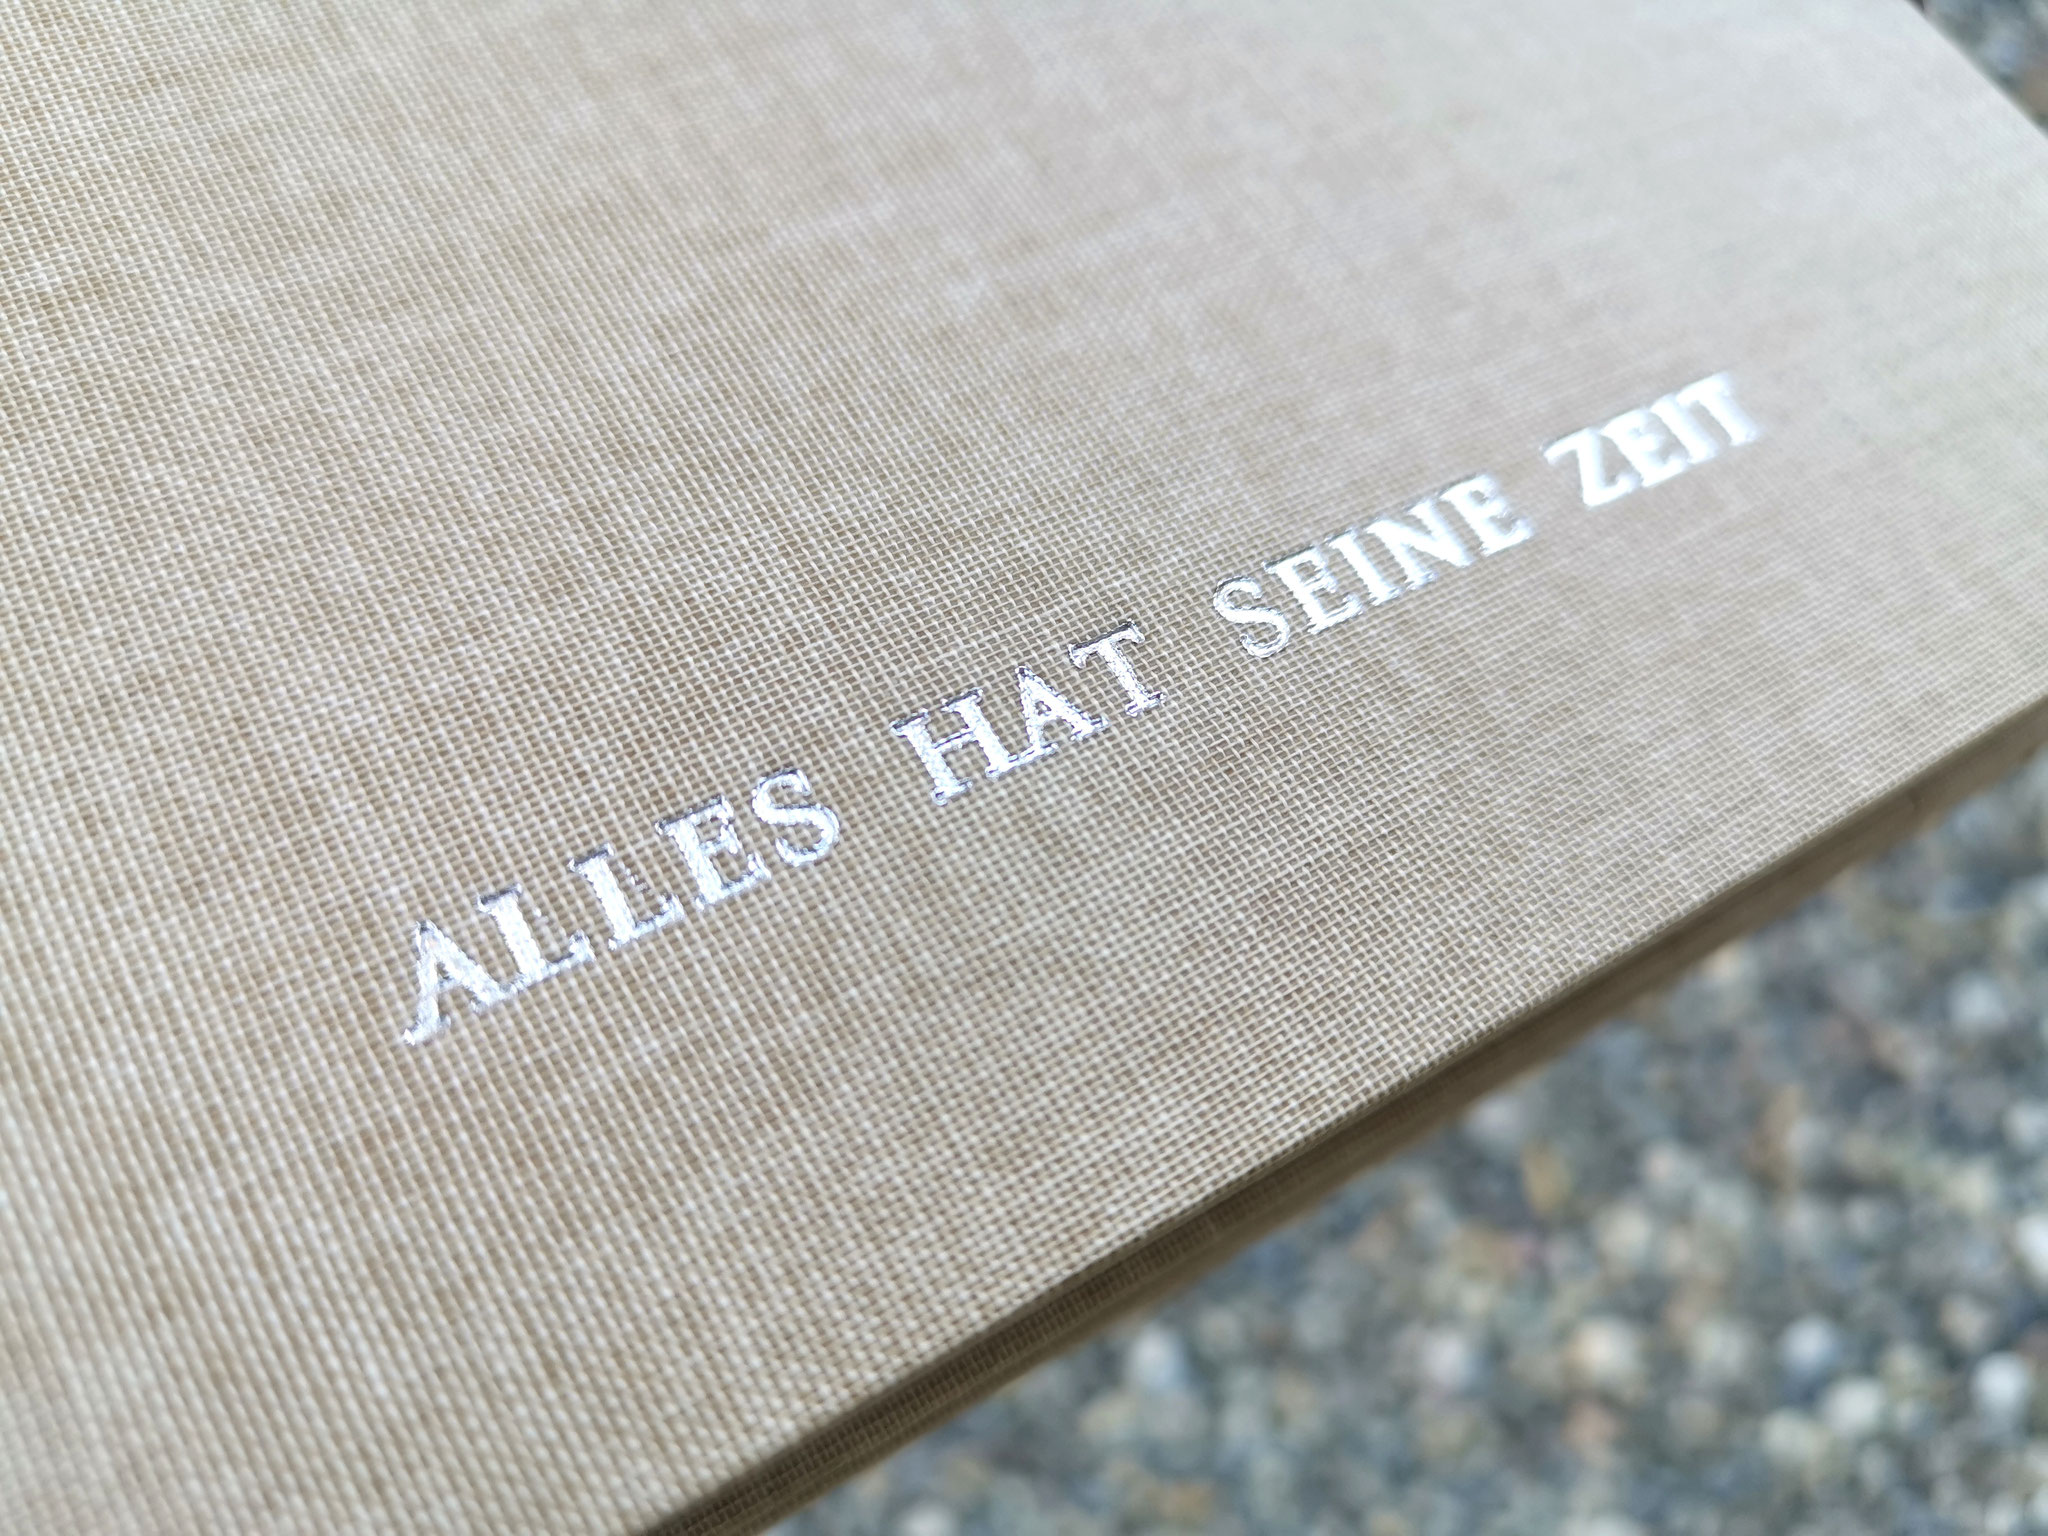 ALLES HAT SEINE ZEIT